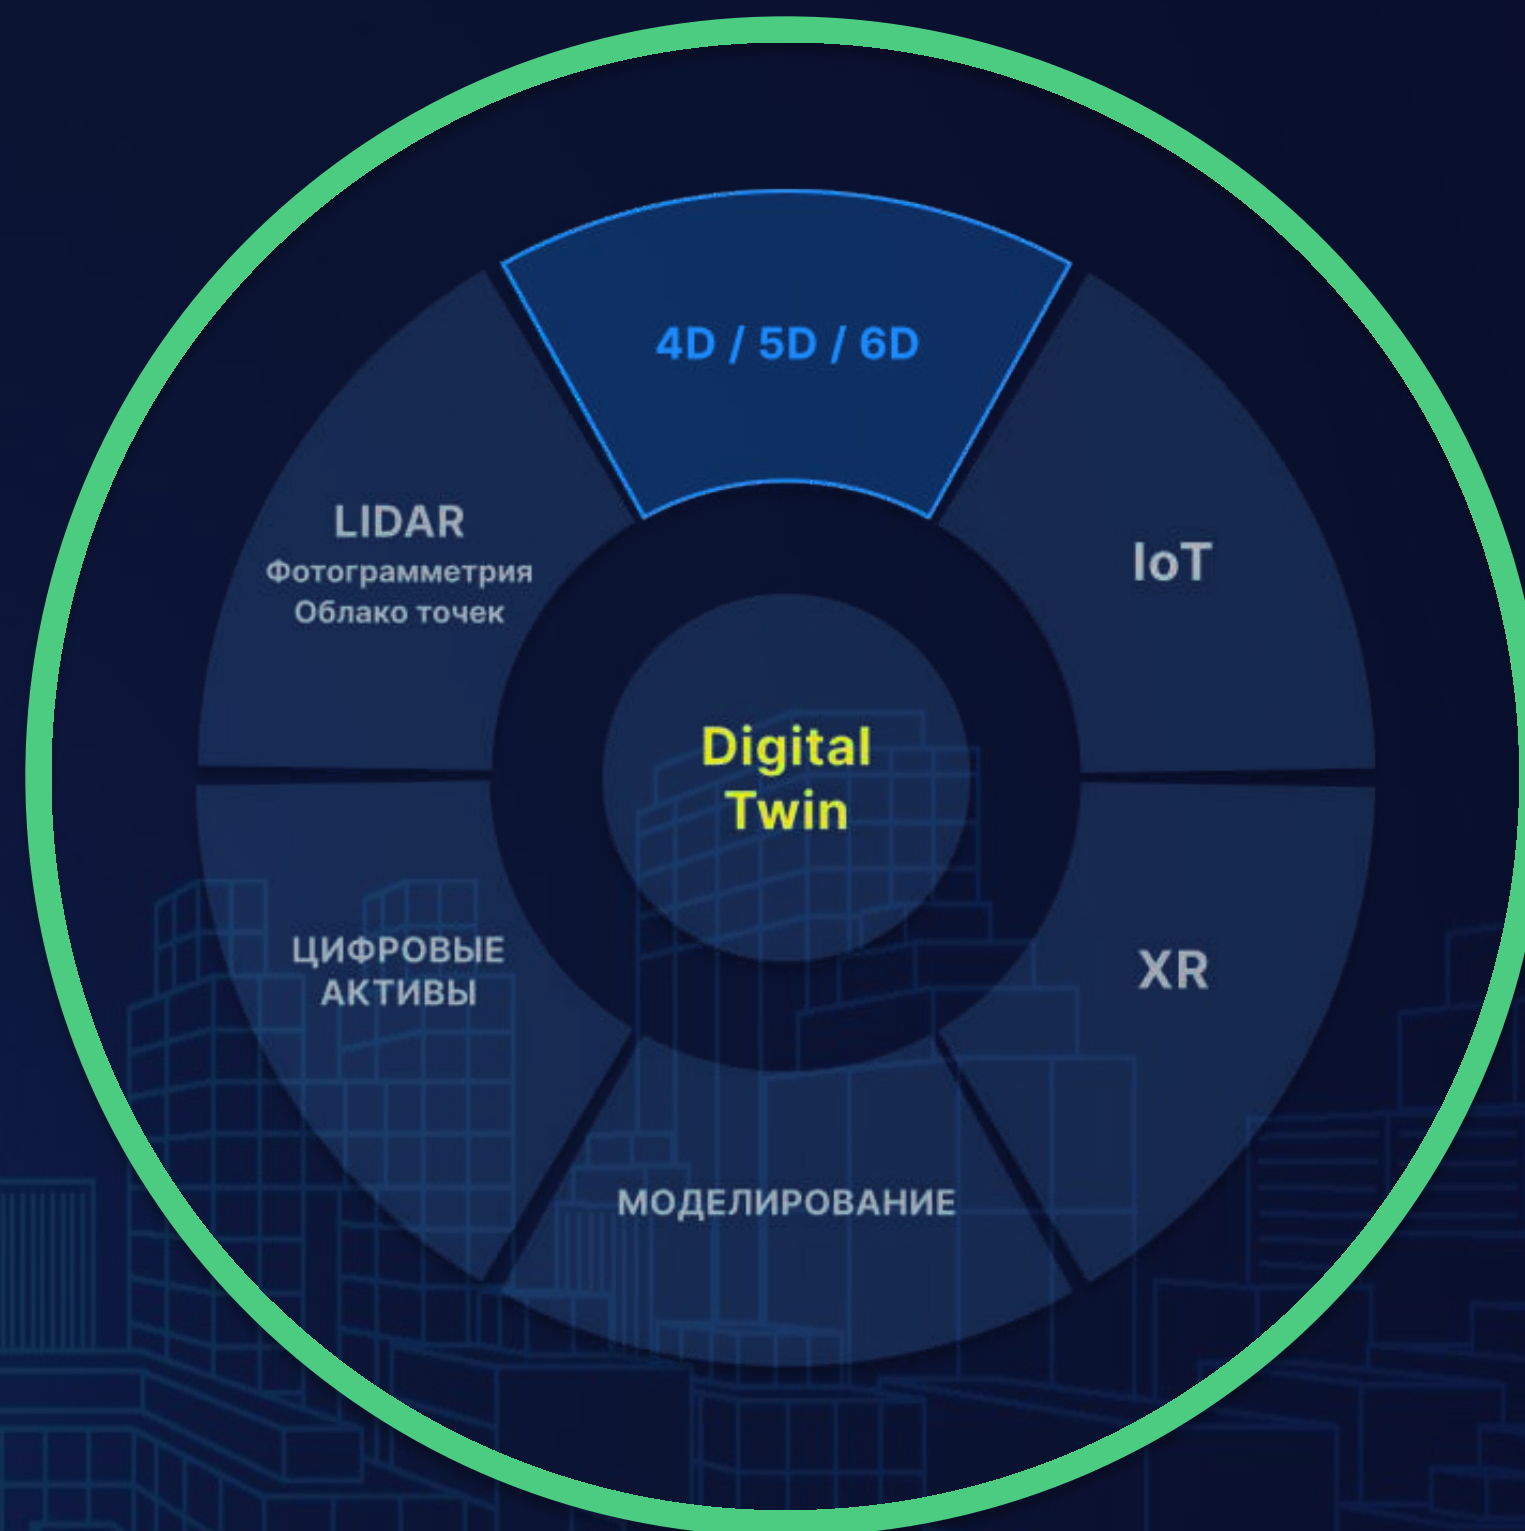 4D / 5D / 6D
LIDAR
Фотограмметрия
Облако точек
IoT
Digital
Twin
ЦИФРОВЫЕ
АКТИВЫ
XR
МОДЕЛИРОВАНИЕ